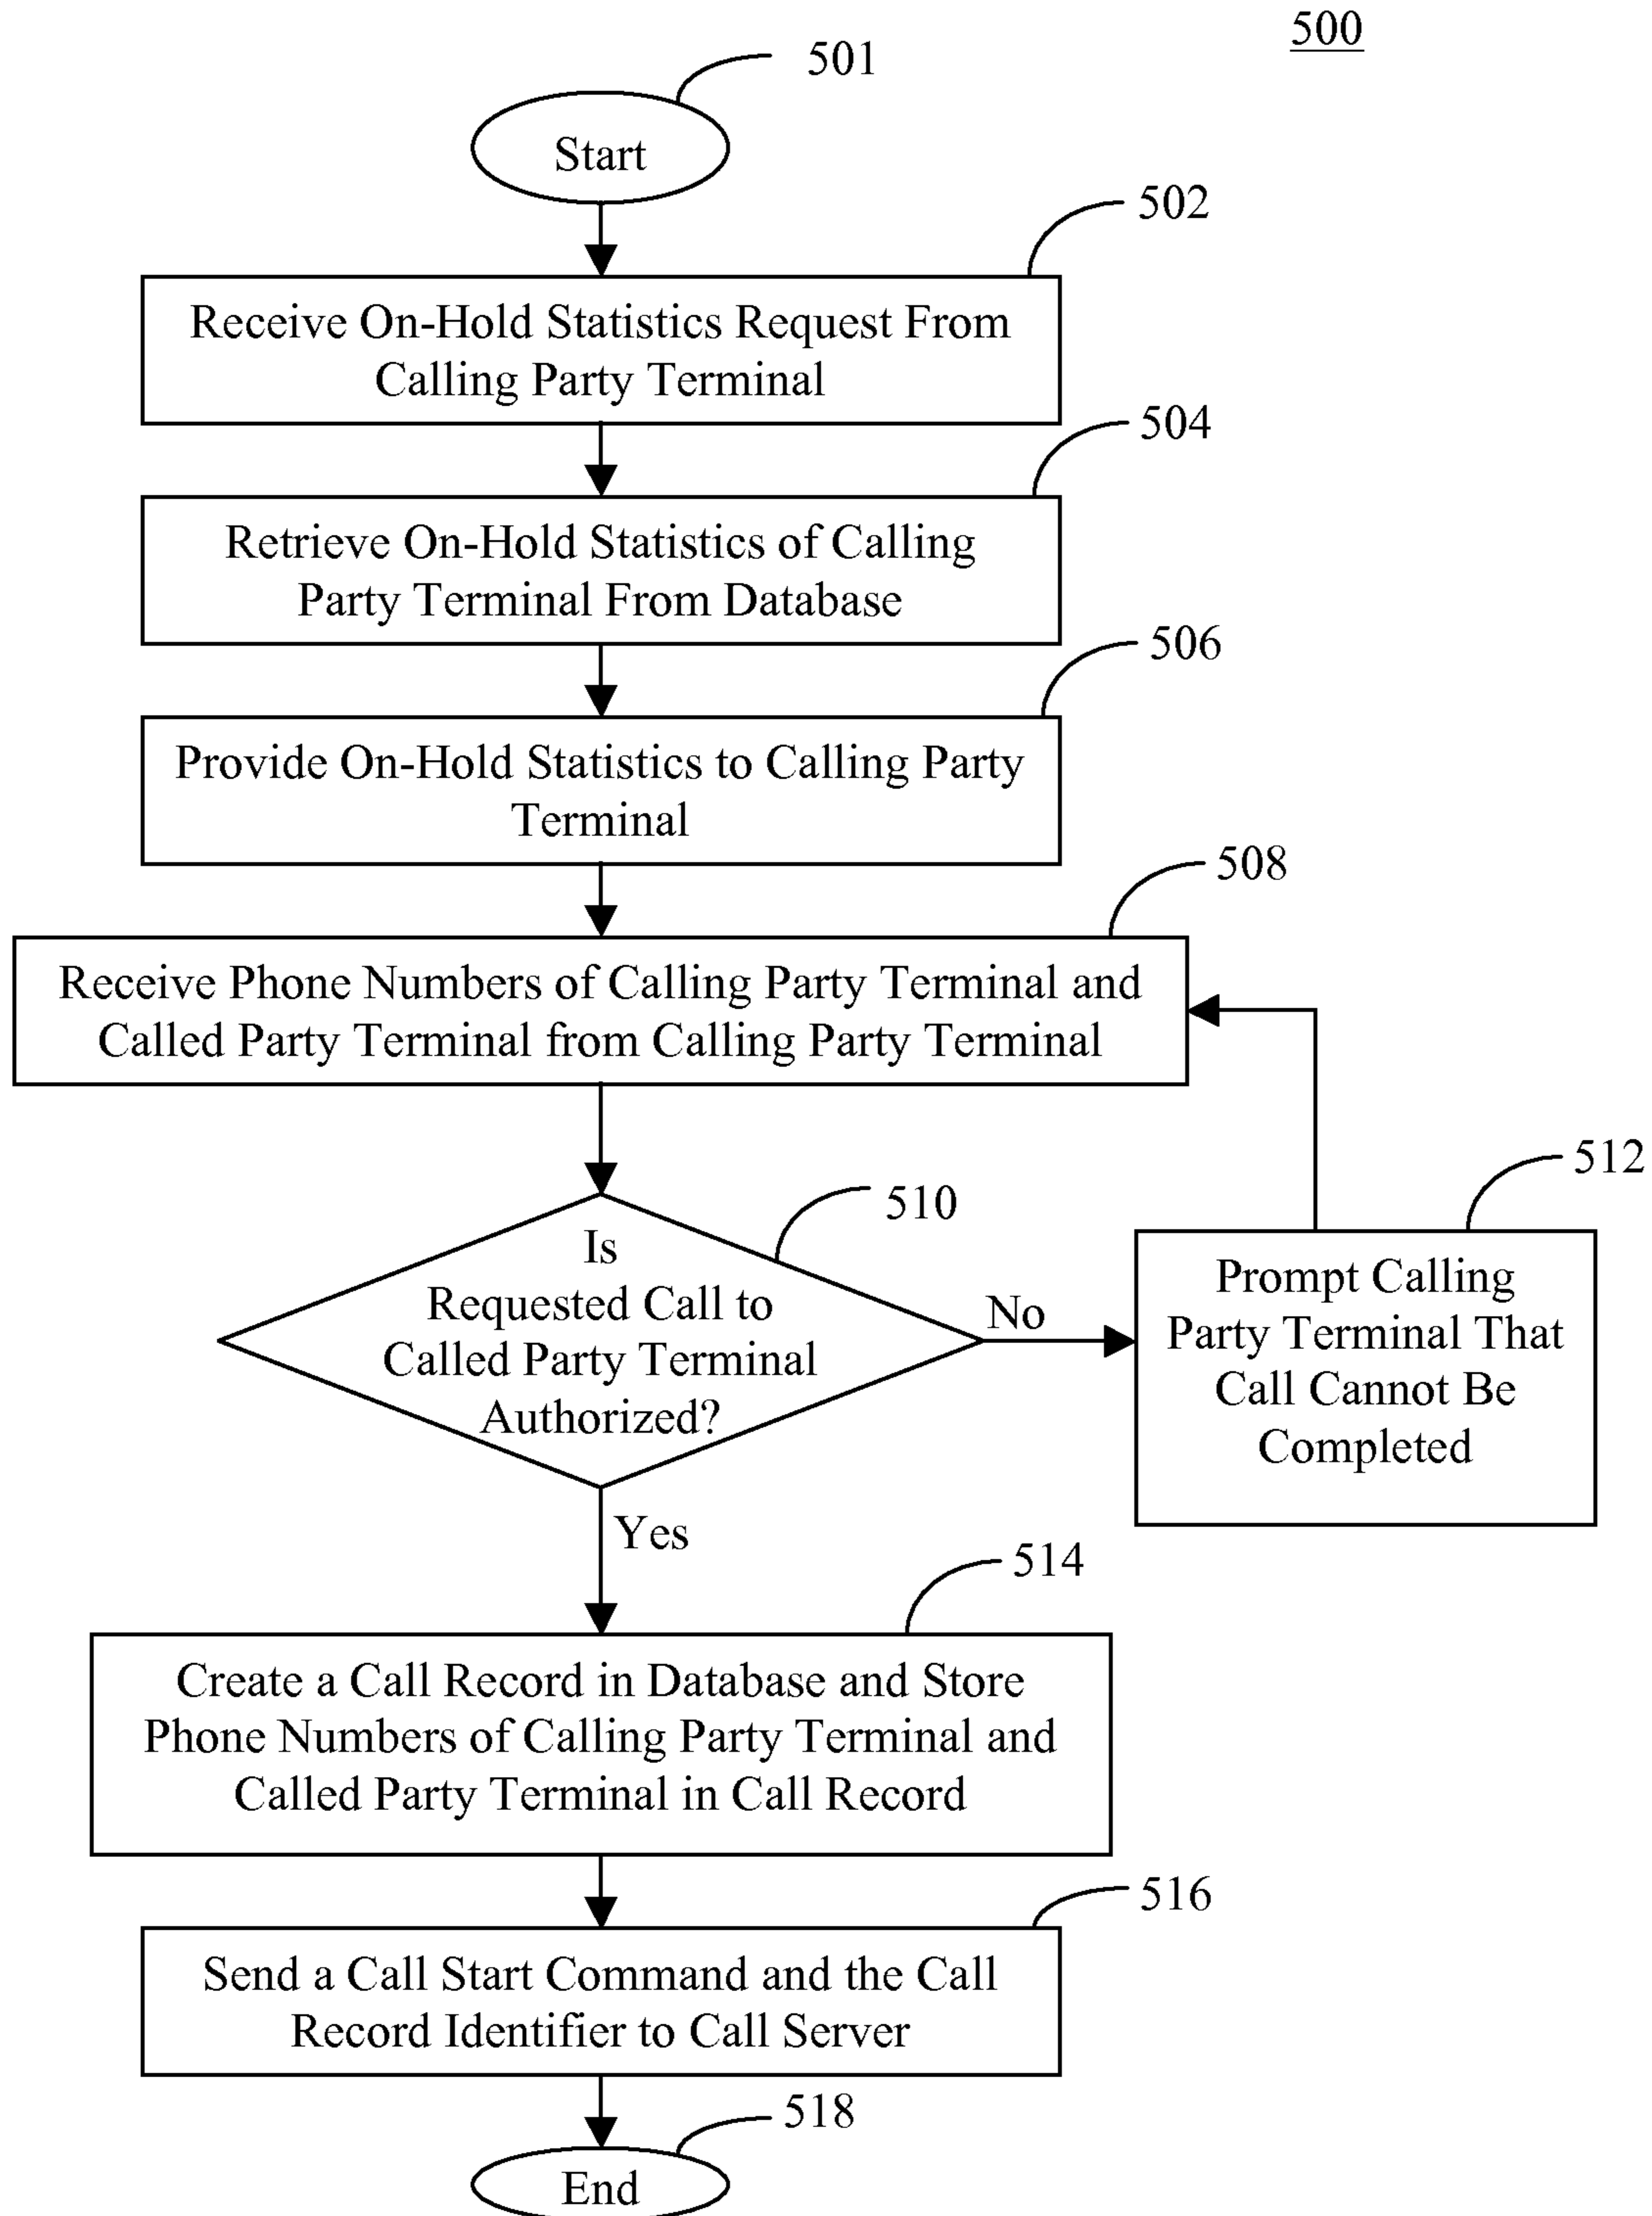 500
501
Start
502
Receive On-Hold Statistics Request From
Calling Party Terminal
504
Retrieve On-Hold Statistics of Calling
Party Terminal From Database
506
Provide On-Hold Statistics to Calling Party
Terminal
508
Receive Phone Numbers of Calling Party Terminal and
Called Party Terminal from Calling Party Terminal
510
Is
Requested Call to
Called Party Terminal
Authorized?
No
512
Prompt Calling
Party Terminal That
Call Cannot Be
Completed
Yes
514
Create a Call Record in Database and Store
Phone Numbers of Calling Party Terminal and
Called Party Terminal in Call Record
516
Send a Call Start Command and the Call
Record Identifier to Call Server
518
End